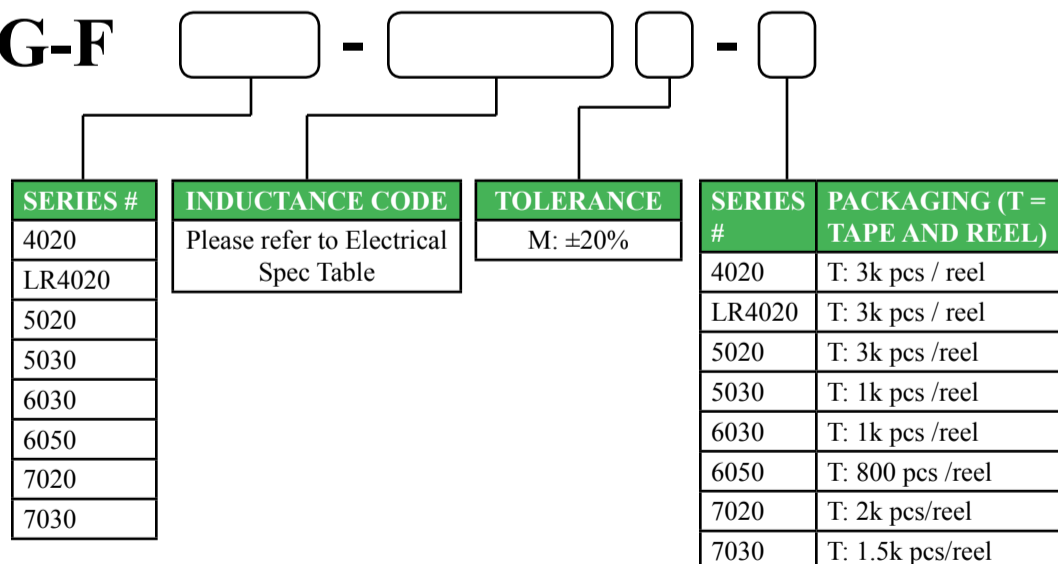 G-F - -
SERIES #
4020
LR4020
5020
5030
6030
6050
7020
7030
INDUCTANCE CODE
Please refer to Electrical
Spec Table
TOLERANCE
M: ±20%
SERIES
#
PACKAGING (T =
TAPE AND REEL)
4020 T: 3k pcs / reel
LR4020 T: 3k pcs / reel
5020 T: 3k pcs /reel
5030 T: 1k pcs /reel
6030 T: 1k pcs /reel
6050 T: 800 pcs /reel
7020 T: 2k pcs/reel
7030 T: 1.5k pcs/reel